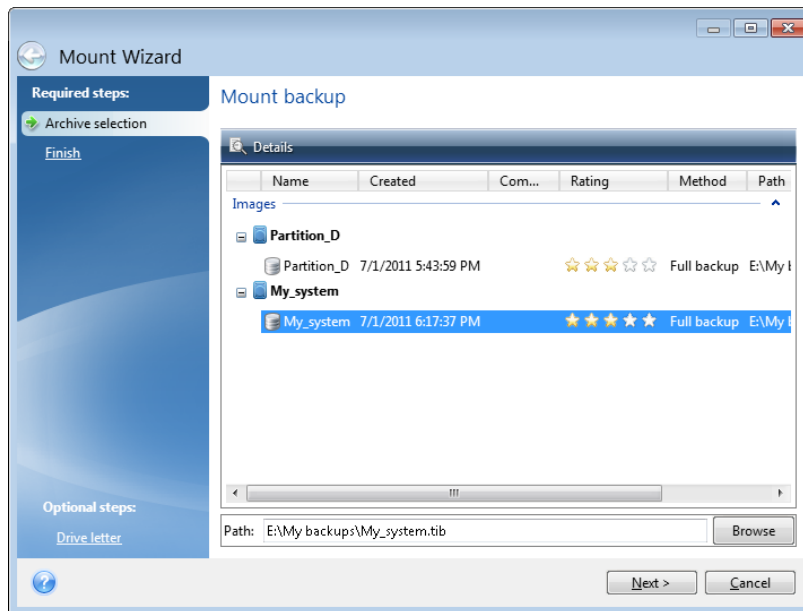 Mount Wizard
Required steps:
Archive selection
Finish
Optional steps:
Drive letter
Mount backup
Details
Name Created Com... Rating Method Path
Images
Partition_D
Partition_D 7/1/2011 5:43:59 PM Full backup E:\My
My_system
My_system 7/1/2011 6:17:37 PM Full backup E:\My
Path: E:\My backups\My_system.tib Browse
Next > Cancel